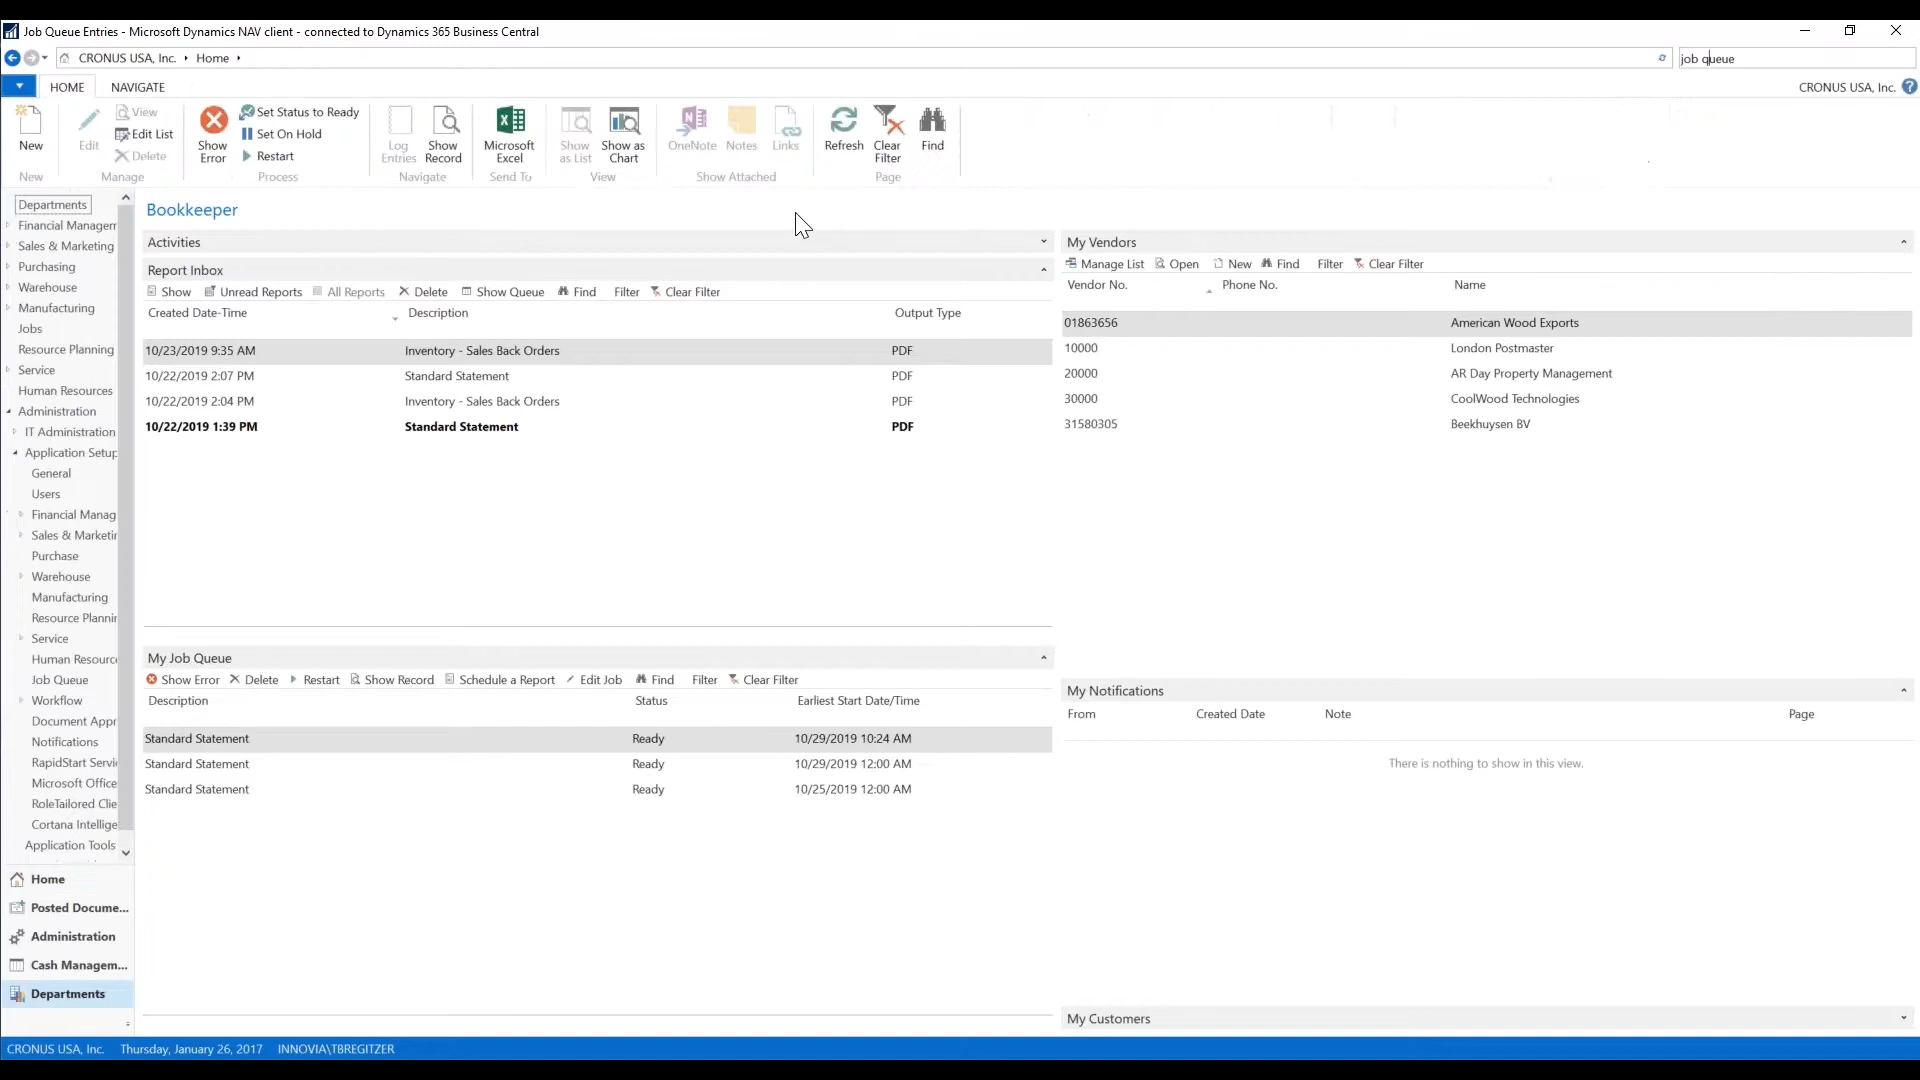 Job Queue Entries - Microsoft Dynamics NAV client - connected to Dynamics 365 Business Central
CRONUS USA, Inc. Home
job queue
HOME NAVIGATE
CRONUS USA, Inc.
New
Edit
View
Edit List
Delete
Show Error
Set Status to Ready
Set On Hold
Restart
Log Entries
Show Record
Microsoft Excel
Show as List
Show as Chart
OneNote
Notes
Links
Refresh
Clear Filter
Find
New
Manage
Process
Navigate
Send To
View
Show Attached
Page
Departments
Financial Managem
Sales & Marketing
Purchasing
Warehouse
Manufacturing
Jobs
Resource Planning
Service
Human Resources
Administration
IT Administration
Application Setup
General
Users
Financial Manag
Sales & Marketin
Purchase
Warehouse
Manufacturing
Resource Plannin
Service
Human Resource
Job Queue
Workflow
Document Appr
Notifications
RapidStart Servi
Microsoft Office
RoleTailored Clie
Cortana Intellige
Application Tools
Home
Posted Docume...
Administration
Cash Managem...
Departments
Bookkeeper
Activities
Report Inbox
Show Unread Reports All Reports Delete Show Queue Find Filter Clear Filter
Created Date-Time Description Output Type
10/23/2019 9:35 AM Inventory - Sales Back Orders PDF
10/22/2019 2:07 PM Standard Statement PDF
10/22/2019 2:04 PM Inventory - Sales Back Orders PDF
10/22/2019 1:39 PM Standard Statement PDF
My Job Queue
Show Error Delete Restart Show Record Schedule a Report Edit Job Find Filter Clear Filter
Description Status Earliest Start Date/Time
Standard Statement Ready 10/29/2019 10:24 AM
Standard Statement Ready 10/29/2019 12:00 AM
Standard Statement Ready 10/25/2019 12:00 AM
My Vendors
Manage List Open New Find Filter Clear Filter
Vendor No. Phone No. Name
01863656 American Wood Exports
10000 London Postmaster
20000 AR Day Property Management
30000 CoolWood Technologies
31580305 Beekhuysen BV
My Notifications
From Created Date Note Page
There is nothing to show in this view.
My Customers
CRONUS USA, Inc. Thursday, January 26, 2017 INNOVIA\TBREGITZER